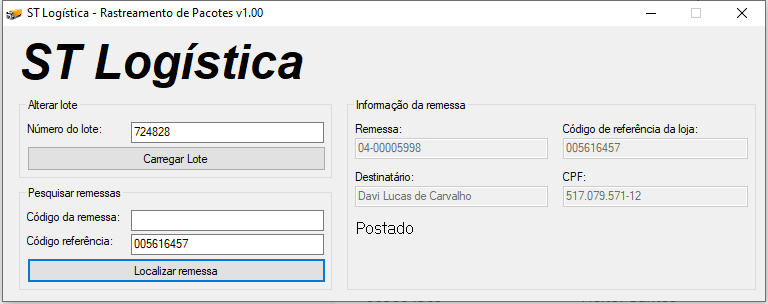 ST Logística - Rastreamento de Pacotes v1.00
ST Logística
Alterar lote
Número do lote: 724828
Carregar Lote
Pesquisar remessas
Código da remessa:
Código referência: 005616457
Localizar remessa
Informação da remessa
Remessa: Código de referência da loja:
04-00005998 005616457
Destinatário: CPF:
Davi Lucas de Carvalho 517.079.571-12
Postado